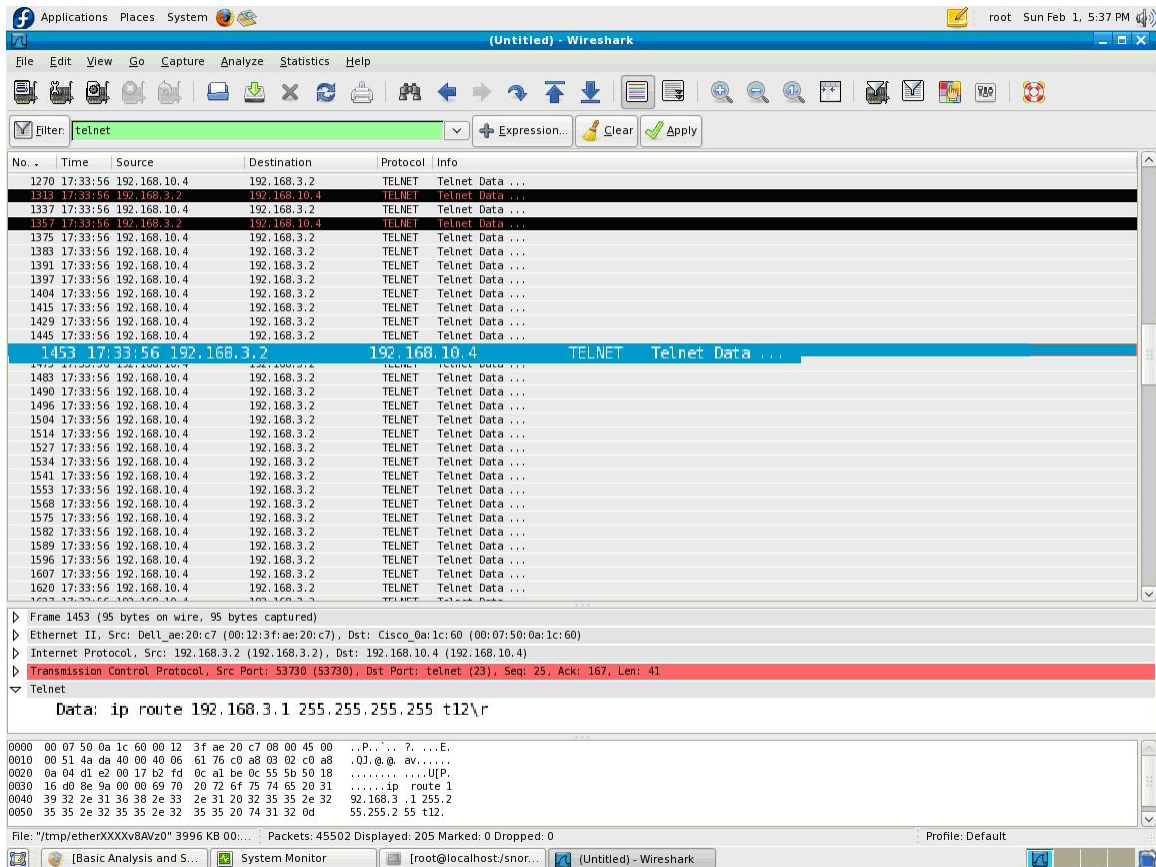 Applications Places System root Sun Feb 1, 5:37 PM
(Untitled) - Wireshark
File Edit View Go Capture Analyze Statistics Help
Filter: telnet Expression... Clear Apply
No. . Time Source Destination Protocol Info
1270 17:33:56 192.168.10.4 192.168.3.2 TELNET Telnet Data ...
1313 17:33:56 192.168.3.2 192.168.10.4 TELNET Telnet Data ...
1337 17:33:56 192.168.10.4 192.168.3.2 TELNET Telnet Data ...
1357 17:33:56 192.168.3.2 192.168.10.4 TELNET Telnet Data ...
1375 17:33:56 192.168.10.4 192.168.3.2 TELNET Telnet Data ...
1383 17:33:56 192.168.10.4 192.168.3.2 TELNET Telnet Data ...
1391 17:33:56 192.168.10.4 192.168.3.2 TELNET Telnet Data ...
1397 17:33:56 192.168.10.4 192.168.3.2 TELNET Telnet Data ...
1404 17:33:56 192.168.10.4 192.168.3.2 TELNET Telnet Data ...
1415 17:33:56 192.168.10.4 192.168.3.2 TELNET Telnet Data ...
1429 17:33:56 192.168.10.4 192.168.3.2 TELNET Telnet Data ...
1445 17:33:56 192.168.10.4 192.168.3.2 TELNET Telnet Data ...
1453 17:33:56 192.168.3.2 192.168.10.4 TELNET Telnet Data ...
1483 17:33:56 192.168.10.4 192.168.3.2 TELNET Telnet Data ...
1490 17:33:56 192.168.10.4 192.168.3.2 TELNET Telnet Data ...
1496 17:33:56 192.168.10.4 192.168.3.2 TELNET Telnet Data ...
1504 17:33:56 192.168.10.4 192.168.3.2 TELNET Telnet Data ...
1514 17:33:56 192.168.10.4 192.168.3.2 TELNET Telnet Data ...
1527 17:33:56 192.168.10.4 192.168.3.2 TELNET Telnet Data ...
1534 17:33:56 192.168.10.4 192.168.3.2 TELNET Telnet Data ...
1541 17:33:56 192.168.10.4 192.168.3.2 TELNET Telnet Data ...
1553 17:33:56 192.168.10.4 192.168.3.2 TELNET Telnet Data ...
1568 17:33:56 192.168.10.4 192.168.3.2 TELNET Telnet Data ...
1575 17:33:56 192.168.10.4 192.168.3.2 TELNET Telnet Data ...
1582 17:33:56 192.168.10.4 192.168.3.2 TELNET Telnet Data ...
1589 17:33:56 192.168.10.4 192.168.3.2 TELNET Telnet Data ...
1596 17:33:56 192.168.10.4 192.168.3.2 TELNET Telnet Data ...
1607 17:33:56 192.168.10.4 192.168.3.2 TELNET Telnet Data ...
1620 17:33:56 192.168.10.4 192.168.3.2 TELNET Telnet Data ...
Frame 1453 (95 bytes on wire, 95 bytes captured)
Ethernet II, Src: Dell_ae:20:c7 (00:12:3f:ae:20:c7), Dst: Cisco_0a:1c:60 (00:07:50:0a:1c:60)
Internet Protocol, Src: 192.168.3.2 (192.168.3.2), Dst: 192.168.10.4 (192.168.10.4)
Transmission Control Protocol, Src Port: 53730 (53730), Dst Port: telnet (23), Seq: 25, Ack: 167, Len: 41
Telnet
Data: ip route 192.168.3.1 255.255.255.255 t12\r
0000 00 07 50 0a 1c 60 00 12 3f ae 20 c7 08 00 45 00 ..P..`.. ?. ...E.
0010 00 51 4a da 40 00 40 06 61 76 c0 a8 03 02 c0 a8 .QJ.@.@. av......
0020 0a 04 d1 e2 00 17 b2 fd 0c a1 be 0c 55 5b 50 18 ........ ....U[P.
0030 16 d0 8e 9a 00 00 69 70 20 72 6f 75 74 65 20 31 ......ip route 1
0040 39 32 2e 31 36 38 2e 33 2e 31 20 32 35 35 2e 32 92.168.3 .1 255.2
0050 35 35 2e 32 35 35 2e 32 35 35 20 74 31 32 0d 55.255.2 55 t12.
File: "/tmp/etherXXXXv8AVz0" 3996 KB 00:... Packets: 45502 Displayed: 205 Marked: 0 Dropped: 0 Profile: Default
[Basic Analysis and S... System Monitor [root@localhost:/snor... (Untitled) - Wireshark